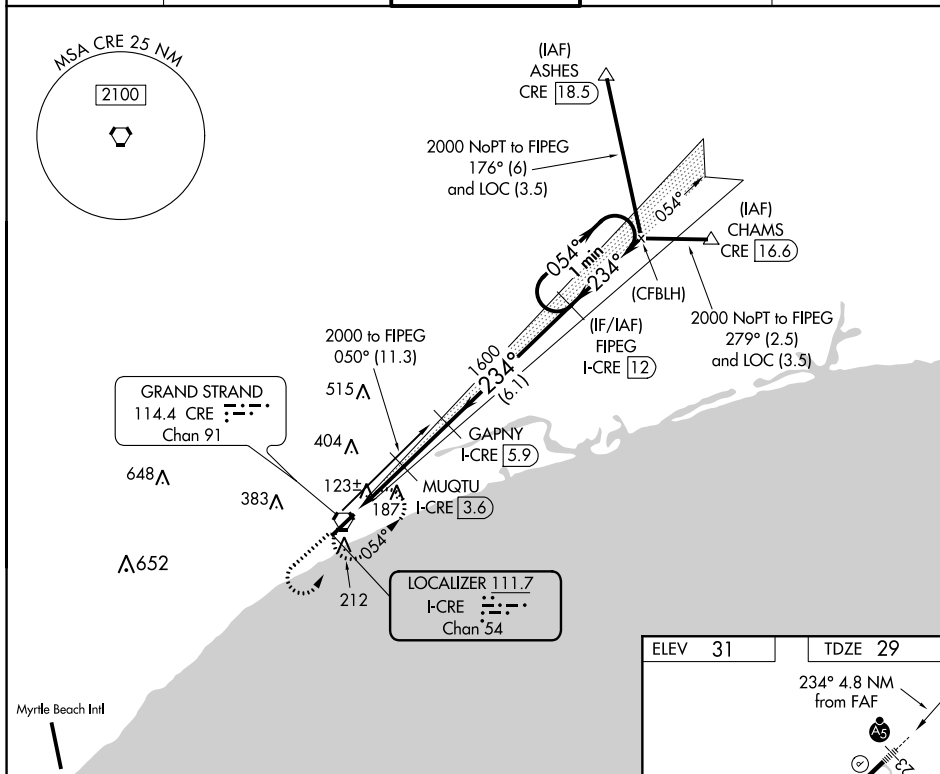 MSA CRE 25 NM
2100
(IAF)
ASHES
CRE 18.5
2000 NoPT to FIPEG
176° (6)
and LOC (3.5)
054°
(IAF)
CHAMS
CRE 16.6
054°
1 min
234°
(CFBLH)
2000 NoPT to FIPEG
279° (2.5)
and LOC (3.5)
(IF/IAF)
FIPEG
I-CRE 12
2000 to FIPEG
050° (11.3)
1600
234°
(6.1)
515
GRAND STRAND
114.4 CRE
Chan 91
404
GAPNY
I-CRE 5.9
648
383
123±
187
MUQTU
I-CRE 3.6
054°
652
212
LOCALIZER 111.7
I-CRE
Chan 54
ELEV 31
TDZE 29
234° 4.8 NM
from FAF
A5
P
23
Myrtle Beach Intl